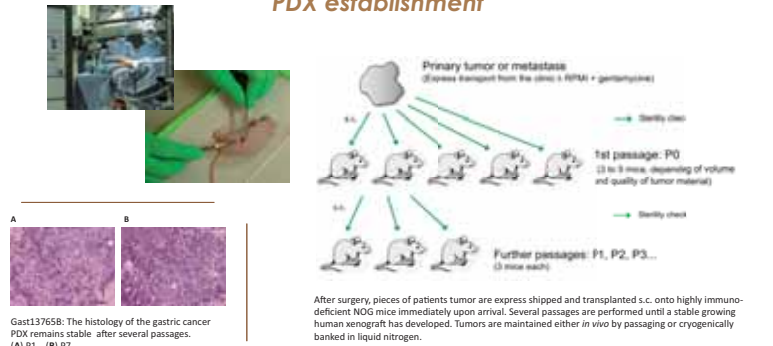 PDX establishment
Primary tumor or metastase
(Express transport from the clinic in RPMI + gentamycine)
s.c.
Sterility check
1st passage: P0
(3 to 5 mice, depending of volume
and quality of tumor material)
s.c.
Sterility check
Further passages: P1, P2, P3...
(3 mice each)
A B
Gast13765B: The histology of the gastric cancer
PDX remains stable after several passages.
(A) P1 (B) P7
After surgery, pieces of patients tumor are express shipped and transplanted s.c. onto highly immuno-
deficient NOG mice immediately upon arrival. Several passages are performed until a stable growing
human xenograft has developed. Tumors are maintained either in vivo by passaging or cryogenically
banked in liquid nitrogen.